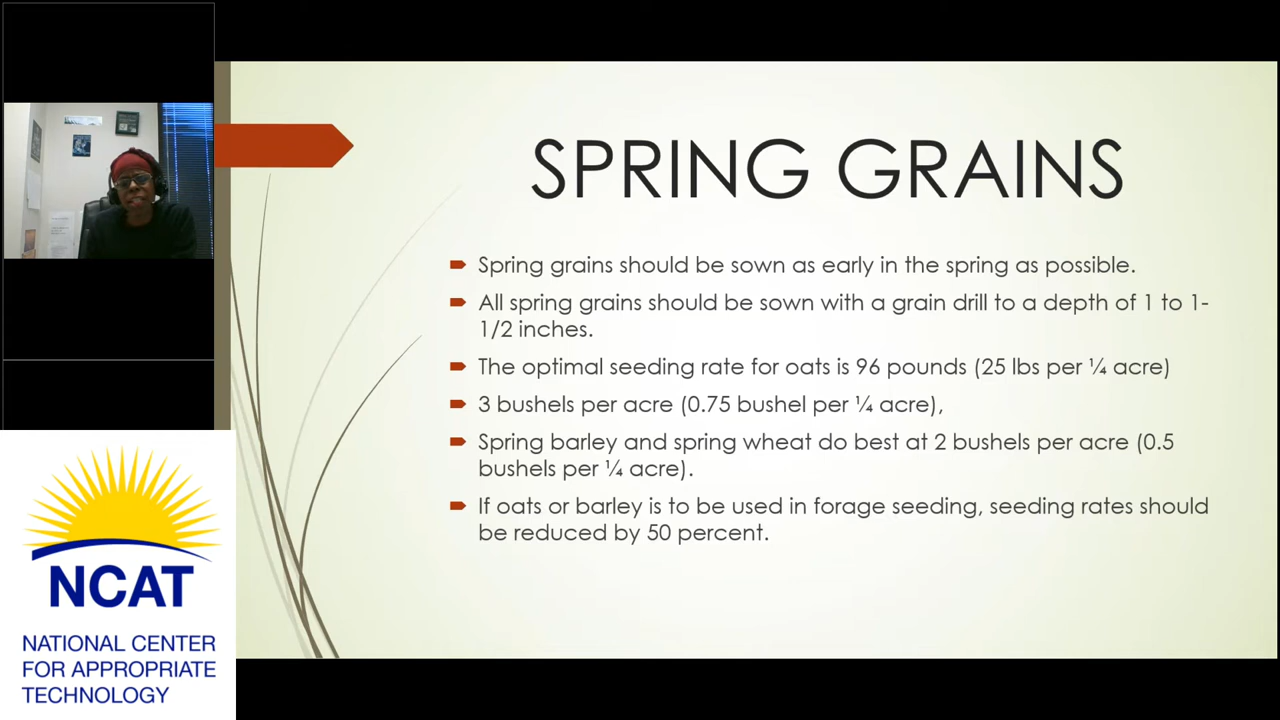 SPRING GRAINS
Spring grains should be sown as early in the spring as possible.
All spring grains should be sown with a grain drill to a depth of 1 to 1-
1/2 inches.
The optimal seeding rate for oats is 96 pounds (25 lbs per ¼ acre)
3 bushels per acre (0.75 bushel per ¼ acre),
Spring barley and spring wheat do best at 2 bushels per acre (0.5
bushels per ¼ acre).
If oats or barley is to be used in forage seeding, seeding rates should
be reduced by 50 percent.
NCAT
NATIONAL CENTER
FOR APPROPRIATE
TECHNOLOGY